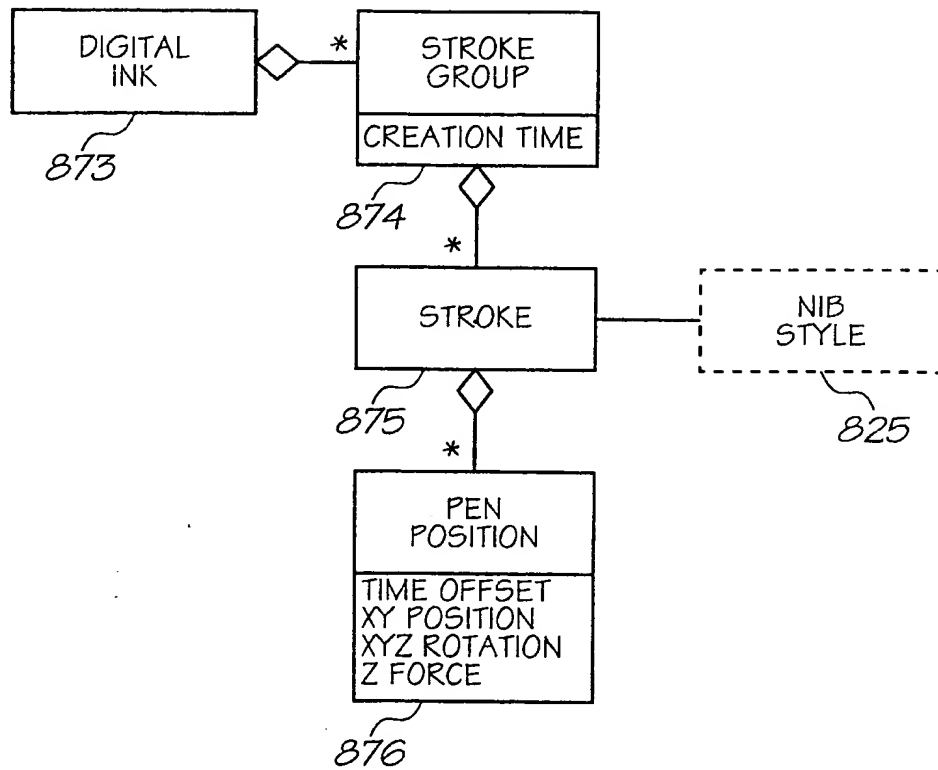 DIGITAL
INK
873
*
STROKE
GROUP
CREATION TIME
874
*
STROKE
875
NIB
STYLE
825
*
PEN
POSITION
TIME OFFSET
XY POSITION
XYZ ROTATION
Z FORCE
876